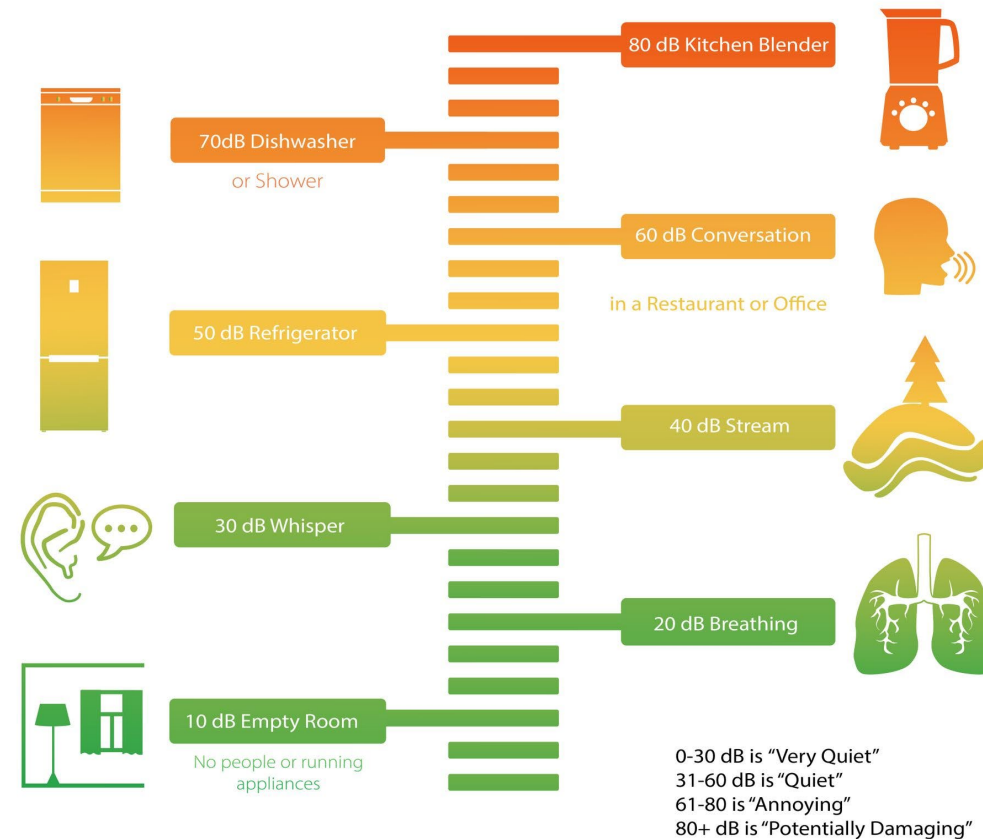 80 dB Kitchen Blender
70dB Dishwasher
or Shower
60 dB Conversation
in a Restaurant or Office
50 dB Refrigerator
40 dB Stream
30 dB Whisper
20 dB Breathing
10 dB Empty Room
No people or running
appliances
0-30 dB is “Very Quiet”
31-60 dB is “Quiet”
61-80 is “Annoying”
80+ dB is “Potentially Damaging”